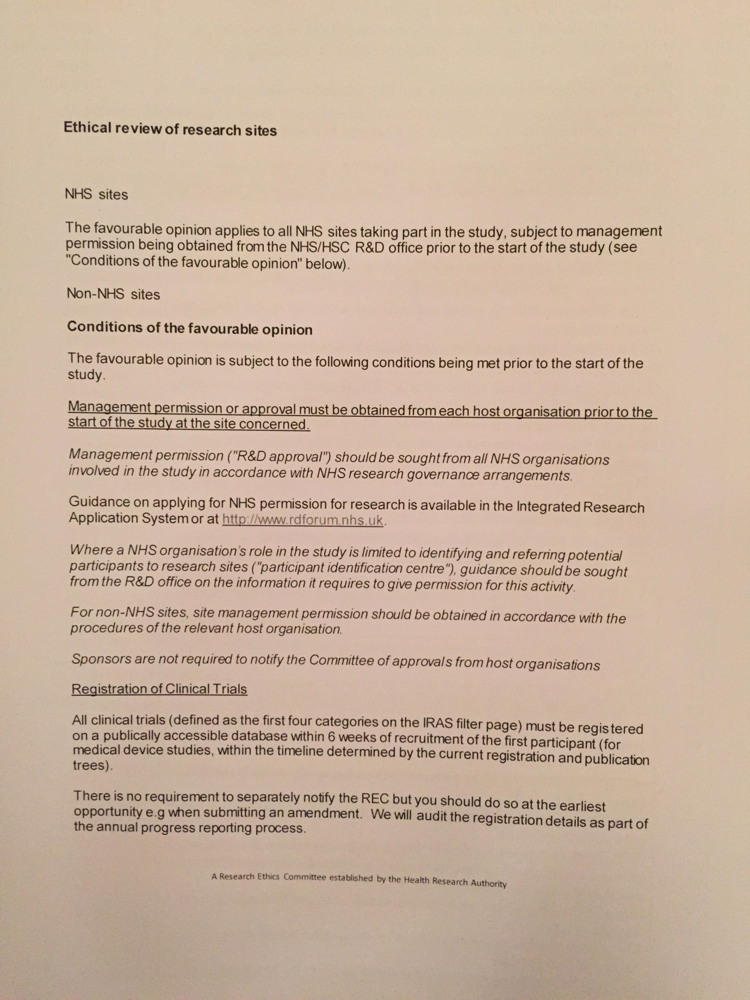 Ethical review of research sites
NHS sites
The favourable opinion applies to all NHS sites taking part in the study, subject to management
permission being obtained from the NHS/HSC R&D office prior to the start of the study (see
"Conditions of the favourable opinion" below).
Non-NHS sites
Conditions of the favourable opinion
The favourable opinion is subject to the following conditions being met prior to the start of the
study.
Management permission or approval must be obtained from each host organisation prior to the
start of the study at the site concerned.
Management permission ("R&D approval") should be sought from all NHS organisations
involved in the study in accordance with NHS research governance arrangements.
Guidance on applying for NHS permission for research is available in the Integrated Research
Application System or at http://www.rdforum.nhs.uk.
Where a NHS organisation's role in the study is limited to identifying and referring potential
participants to research sites ("participant identification centre"), guidance should be sought
from the R&D office on the information it requires to give permission for this activity.
For non-NHS sites, site management permission should be obtained in accordance with the
procedures of the relevant host organisation.
Sponsors are not required to notify the Committee of approvals from host organisations
Registration of Clinical Trials
All clinical trials (defined as the first four categories on the IRAS filter page) must be registered
on a publically accessible database within 6 weeks of recruitment of the first participant (for
medical device studies, within the timeline determined by the current registration and publication
trees).
There is no requirement to separately notify the REC but you should do so at the earliest
opportunity e.g when submitting an amendment. We will audit the registration details as part of
the annual progress reporting process.
A Research Ethics Committee established by the Health Research Authority